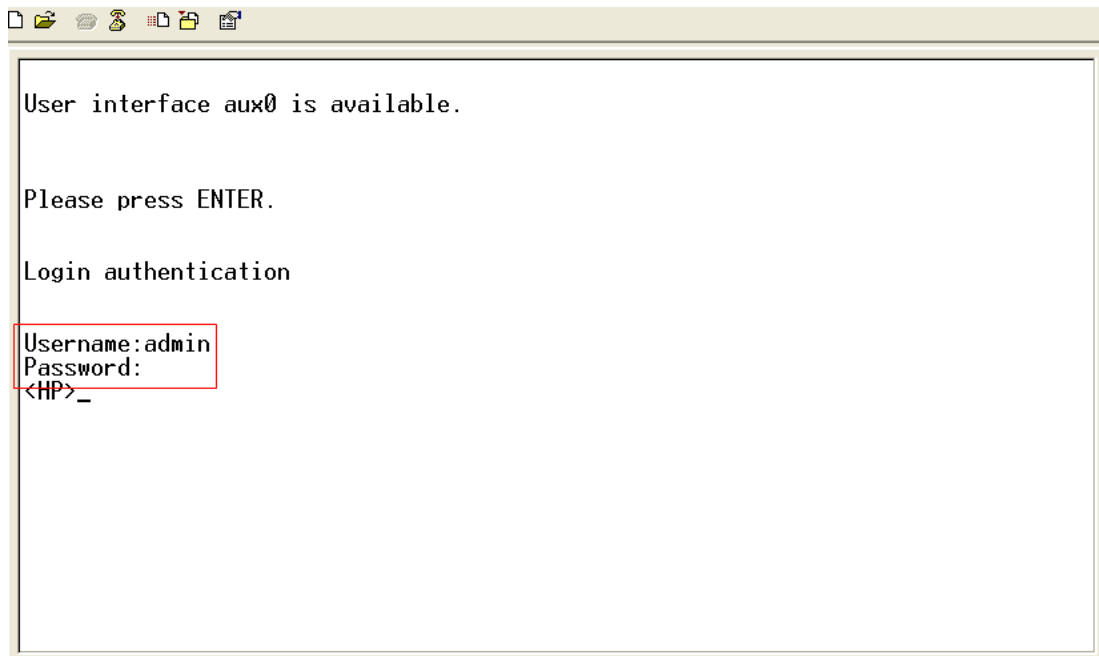 User interface aux0 is available.
Please press ENTER.
Login authentication
Username:admin
Password:
<HP>_